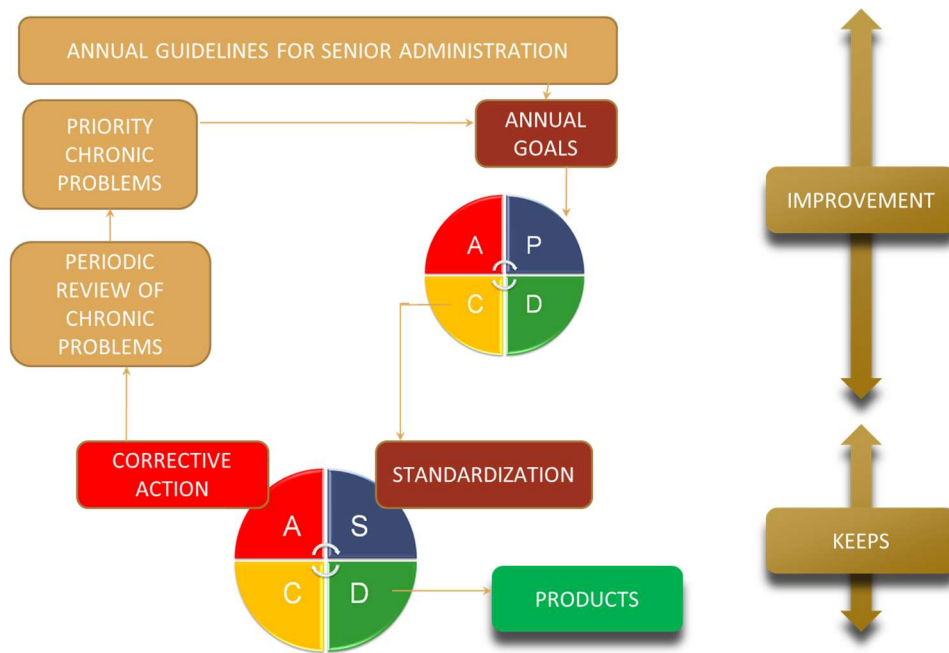 ANNUAL GUIDELINES FOR SENIOR ADMINISTRATION
PRIORITY
CHRONIC
PROBLEMS
ANNUAL
GOALS
IMPROVEMENT
A
P
C
D
PERIODIC
REVIEW OF
CHRONIC
PROBLEMS
CORRECTIVE
ACTION
STANDARDIZATION
A
S
C
D
PRODUCTS
KEEPS